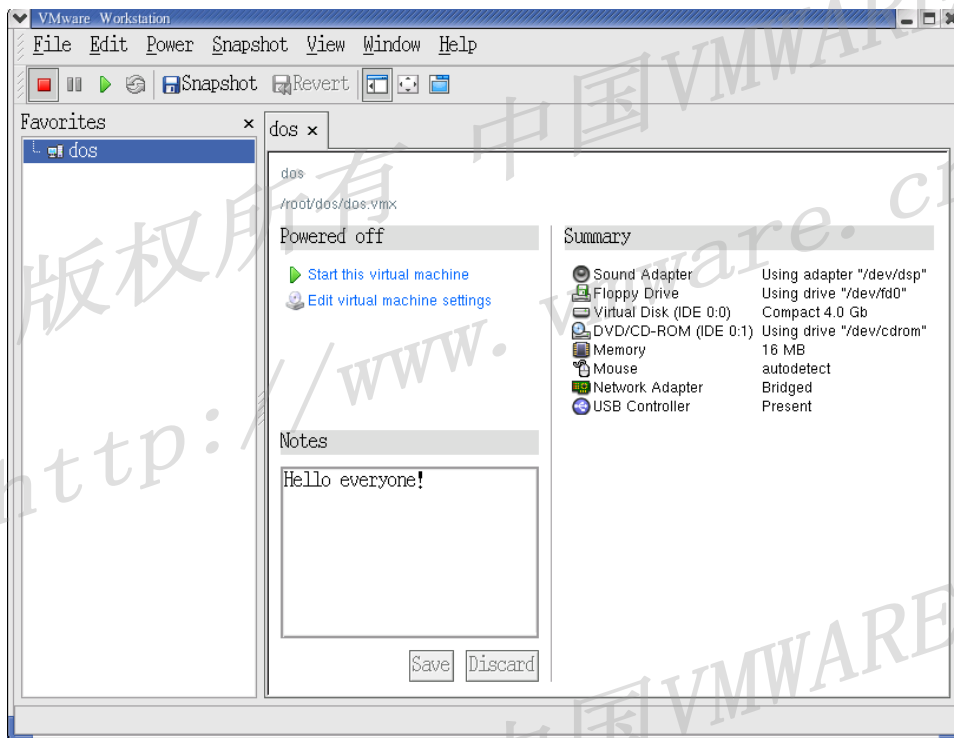 VMware Workstation
File Edit Power Snapshot View Window Help
Snapshot Revert
Favorites ×
dos
dos ×
dos
/root/dos/dos.vmx
Powered off
Start this virtual machine
Edit virtual machine settings
Summary
Sound Adapter Using adapter "/dev/dsp"
Floppy Drive Using drive "/dev/fd0"
Virtual Disk (IDE 0:0) Compact 4.0 Gb
DVD/CD-ROM (IDE 0:1) Using drive "/dev/cdrom"
Memory 16 MB
Mouse autodetect
Network Adapter Bridged
USB Controller Present
Notes
Hello everyone!
Save Discard
版权所有 中国VMWARE
http://www.vmware.cn
中国VMWARE